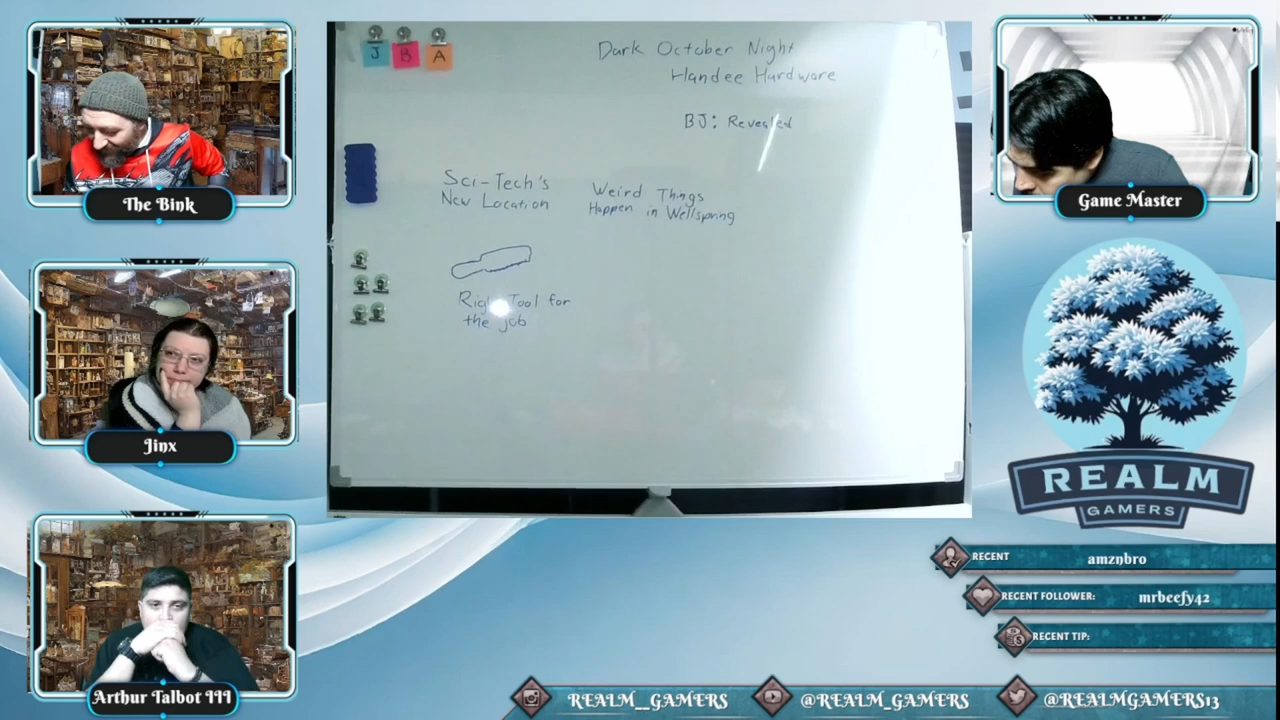 The Bink
Jinx
Arthur Talbot III
J B A
Dark October Night
Handee Hardware
BJ: Revealed
Sci-Tech's
New Location
Weird Things
Happen in Wellspring
Right Tool for
the job
Game Master
REALM
GAMERS
RECENT amznbro
RECENT FOLLOWER: mrbeefy42
RECENT TIP:
REALM_GAMERS
@REALM_GAMERS
@REALMGAMERS13